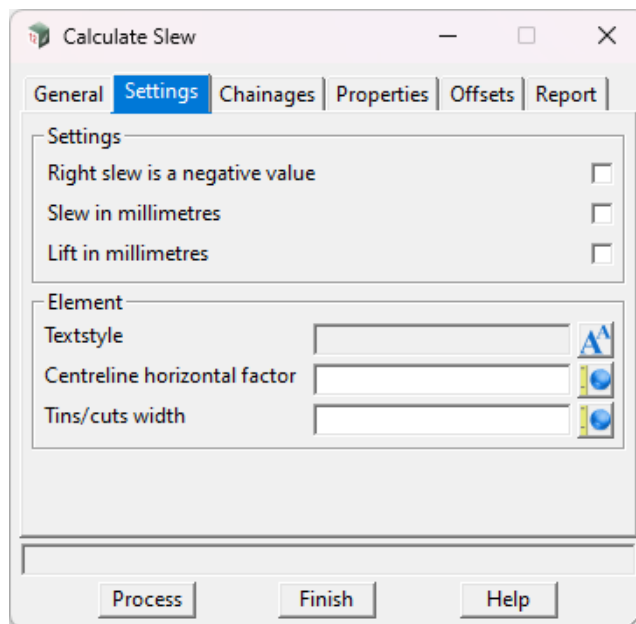 Calculate Slew
General Settings Chainages Properties Offsets Report
Settings
Right slew is a negative value
Slew in millimetres
Lift in millimetres
Element
Textstyle
Centreline horizontal factor
Tins/cuts width
Process Finish Help